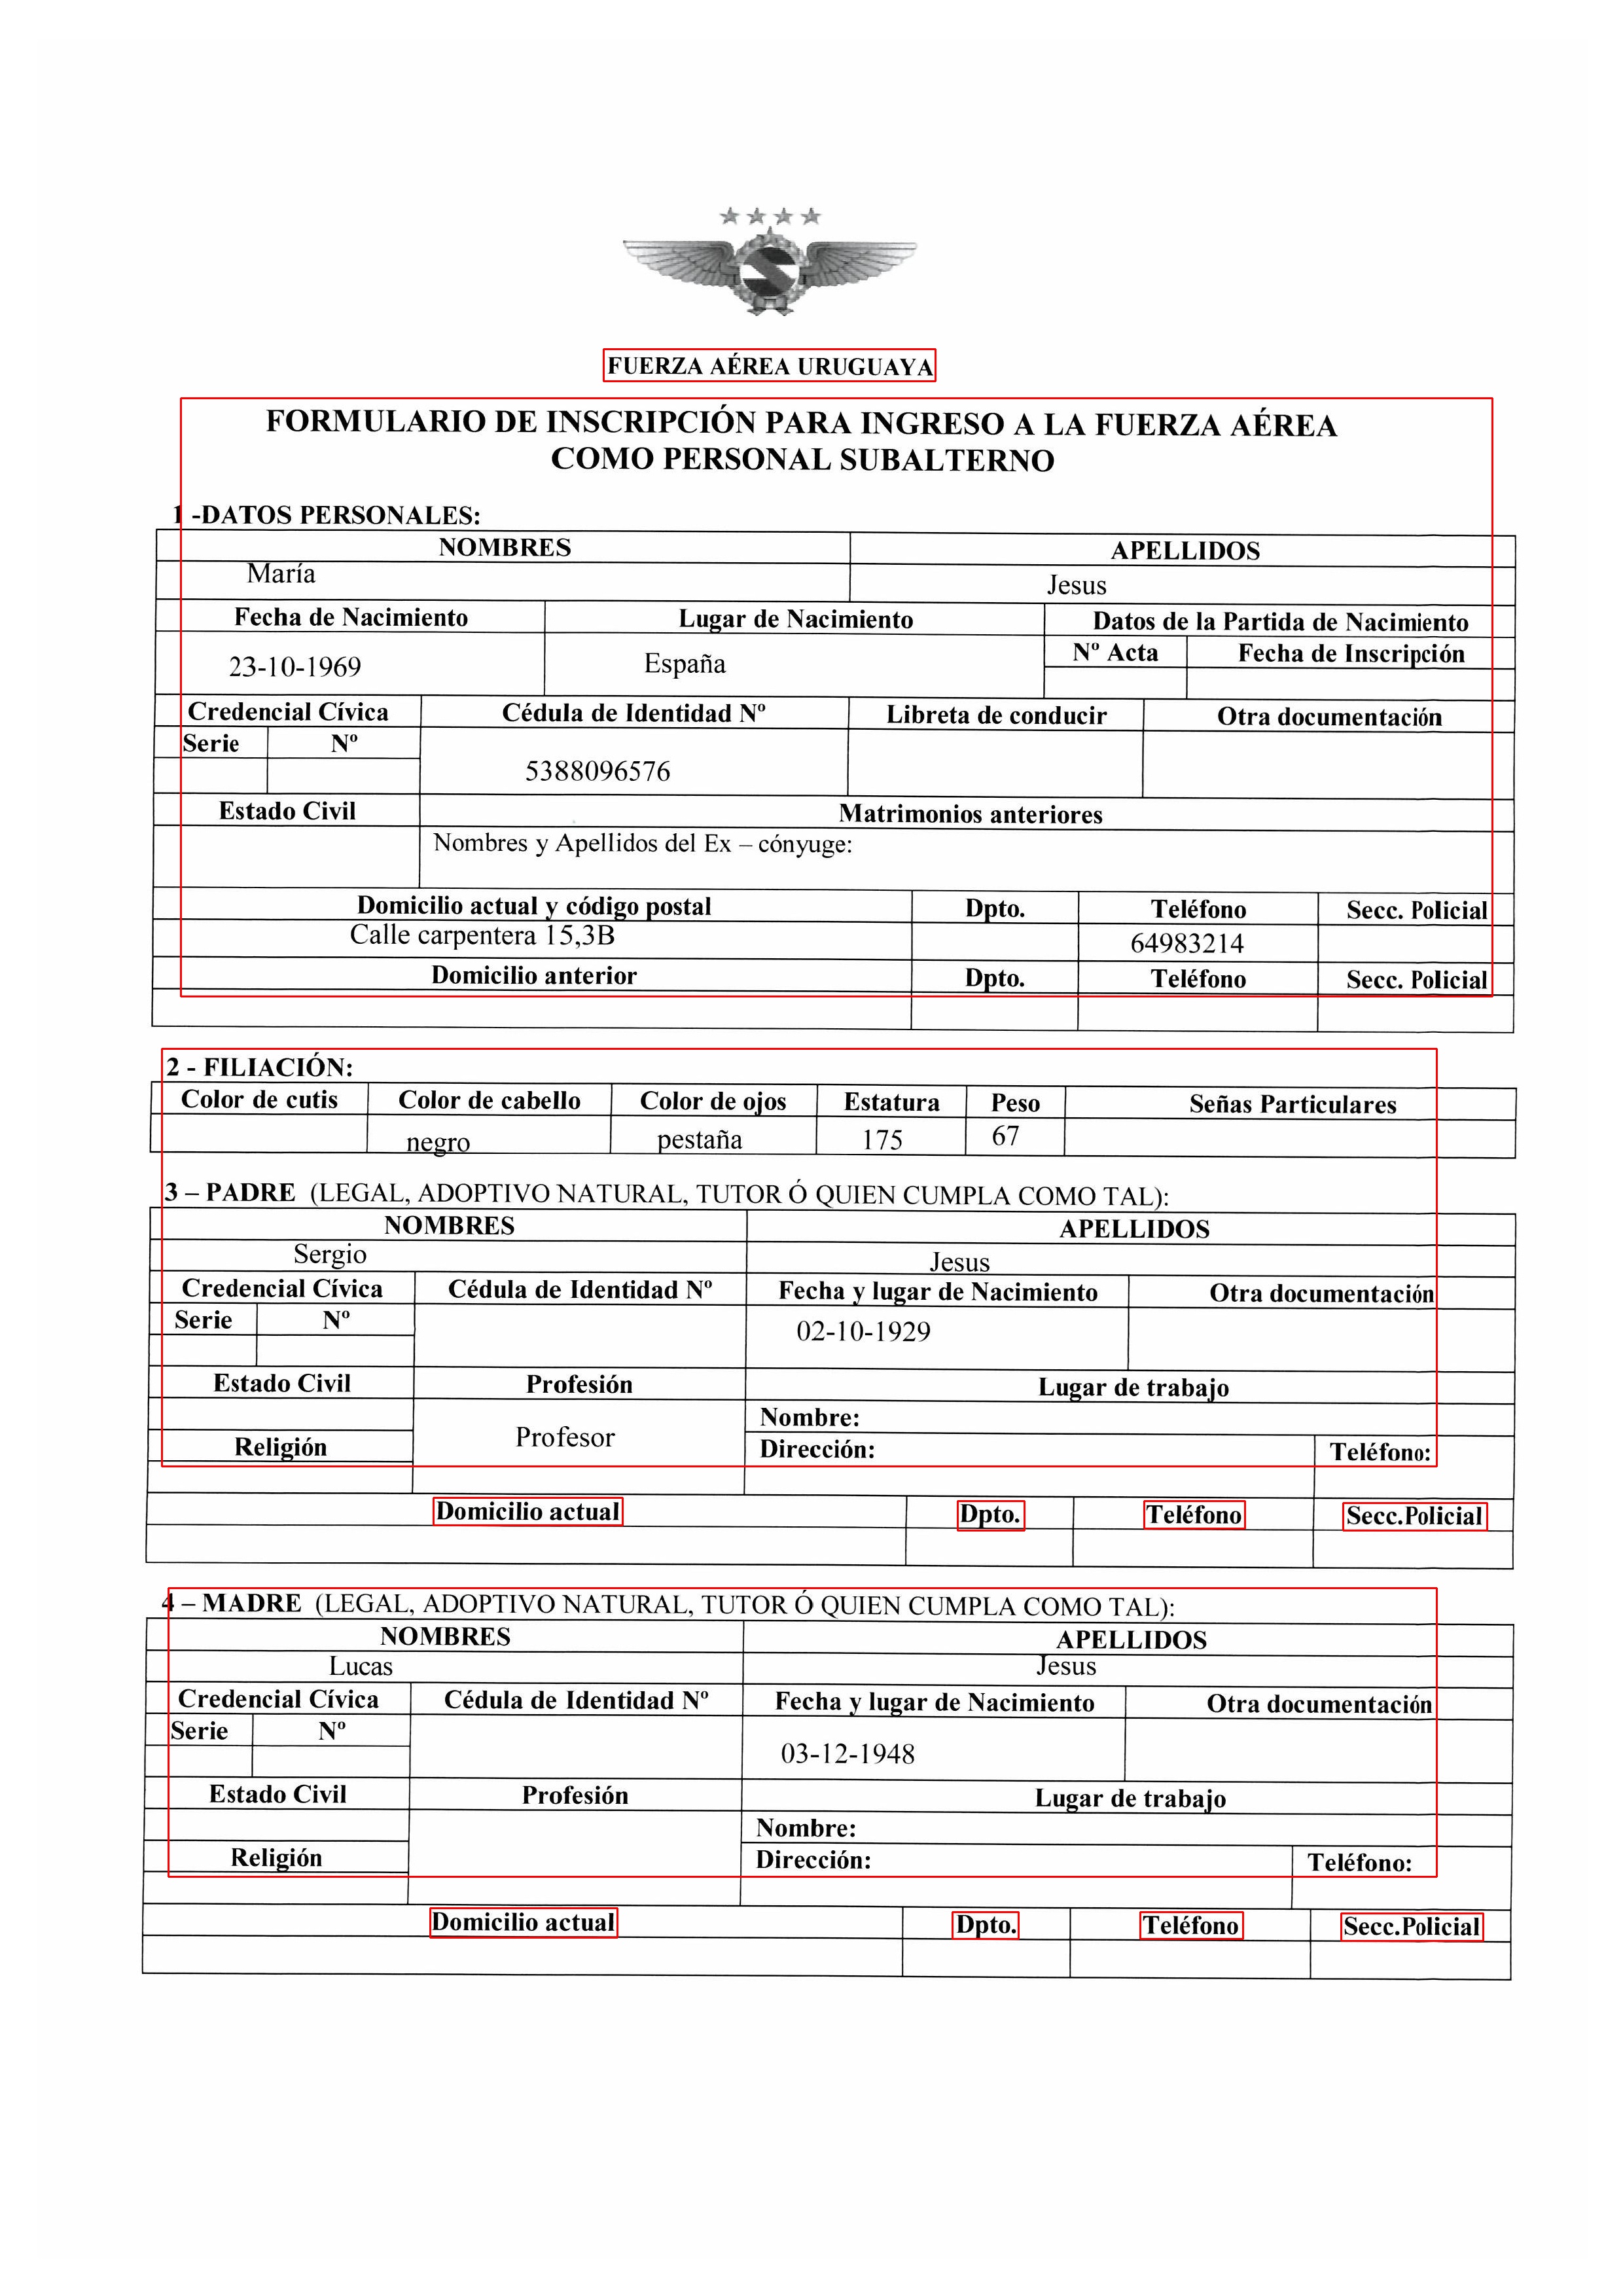 FUERZA AÉREA URUGUAYA
FORMULARIO DE INSCRIPCIÓN PARA INGRESO A LA FUERZA AÉREA
COMO PERSONAL SUBALTERNO
1 -DATOS PERSONALES:
NOMBRES APELLIDOS
María Jesus
Fecha de Nacimiento Lugar de Nacimiento Datos de la Partida de Nacimiento
Nº Acta Fecha de Inscripción
23-10-1969 España
Credencial Cívica Cédula de Identidad Nº Libreta de conducir Otra documentación
Serie Nº
5388096576
Estado Civil Matrimonios anteriores
Nombres y Apellidos del Ex – cónyuge:
Domicilio actual y código postal Dpto. Teléfono Secc. Policial
Calle carpentera 15,3B 64983214
Domicilio anterior Dpto. Teléfono Secc. Policial
2 - FILIACIÓN:
Color de cutis Color de cabello Color de ojos Estatura Peso Señas Particulares
negro pestaña 175 67
3 – PADRE (LEGAL, ADOPTIVO NATURAL, TUTOR Ó QUIEN CUMPLA COMO TAL):
NOMBRES APELLIDOS
Sergio Jesus
Credencial Cívica Cédula de Identidad Nº Fecha y lugar de Nacimiento Otra documentación
Serie Nº
02-10-1929
Estado Civil Profesión Lugar de trabajo
Nombre:
Profesor
Religión Dirección: Teléfono:
Domicilio actual Dpto. Teléfono Secc.Policial
4 – MADRE (LEGAL, ADOPTIVO NATURAL, TUTOR Ó QUIEN CUMPLA COMO TAL):
NOMBRES APELLIDOS
Lucas Jesus
Credencial Cívica Cédula de Identidad Nº Fecha y lugar de Nacimiento Otra documentación
Serie Nº
03-12-1948
Estado Civil Profesión Lugar de trabajo
Nombre:
Religión Dirección: Teléfono:
Domicilio actual Dpto. Teléfono Secc.Policial